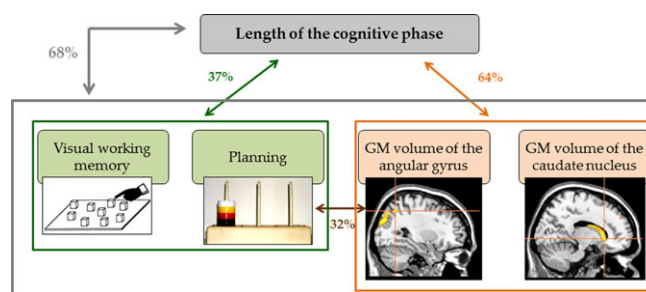 Length of the cognitive phase
68%
37%
64%
Visual working
memory
Planning
GM volume of the
angular gyrus
GM volume of the
caudate nucleus
32%